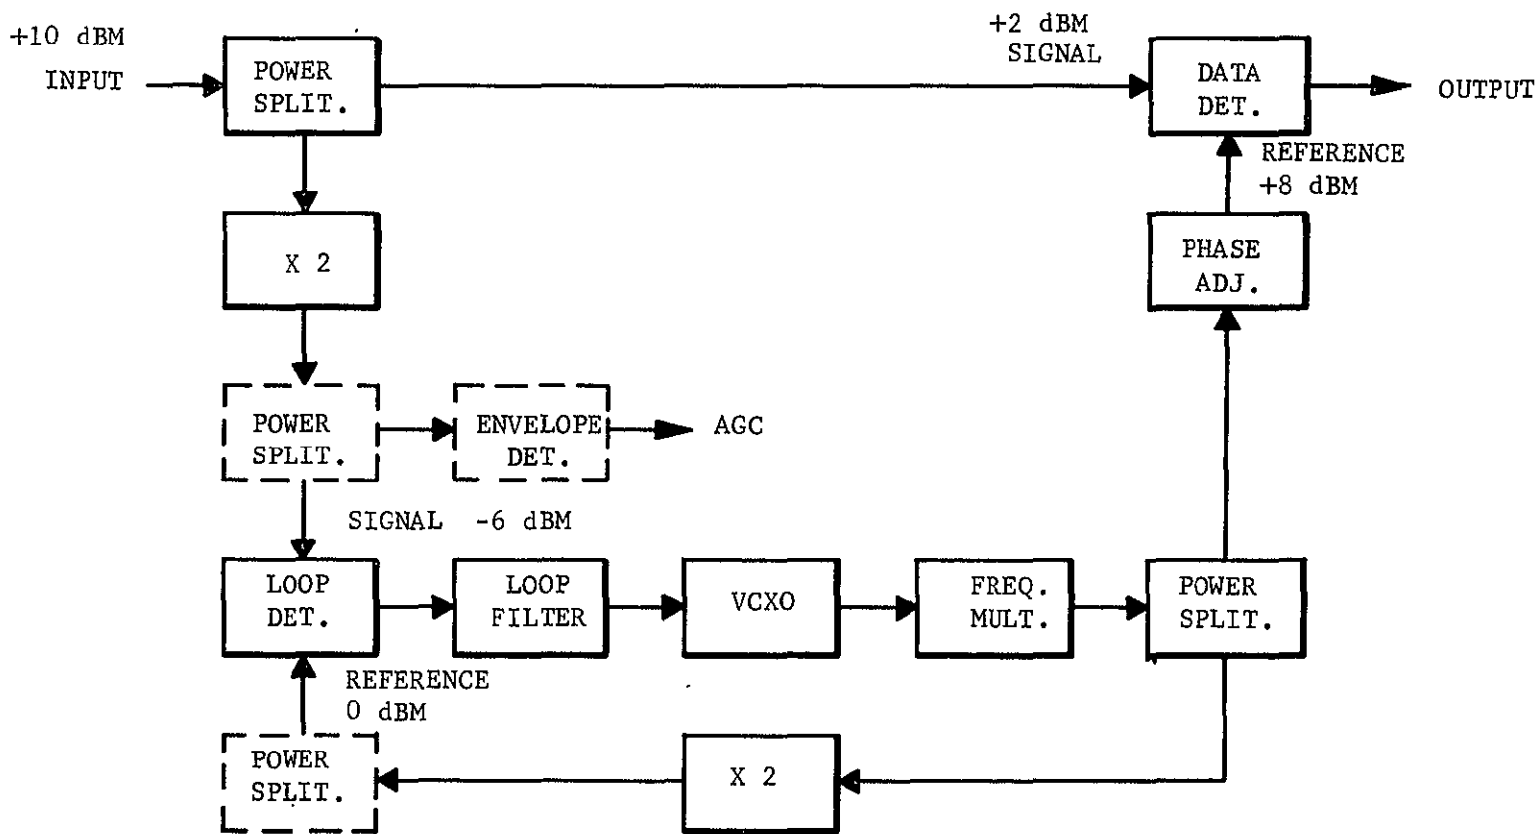 +10 dBM
INPUT
POWER
SPLIT.
+2 dBM
SIGNAL
DATA
DET.
OUTPUT
REFERENCE
+8 dBM
X 2
PHASE
ADJ.
POWER
SPLIT.
ENVELOPE
DET.
AGC
SIGNAL -6 dBM
LOOP
DET.
LOOP
FILTER
VCXO
FREQ.
MULT.
POWER
SPLIT.
REFERENCE
0 dBM
POWER
SPLIT.
X 2